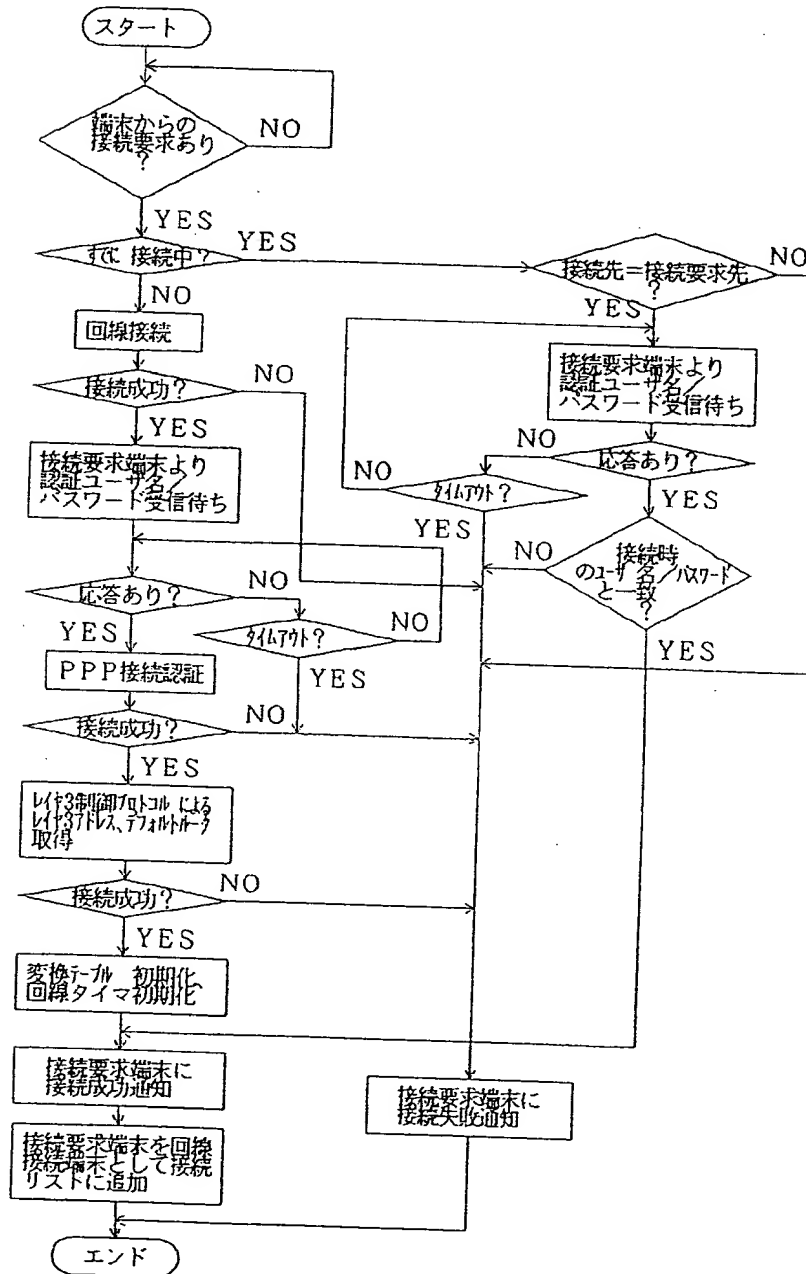 スタート
端末からの
接続要求あり
?
NO
YES
すでに 接続中?
YES
NO
接続先=接続要求先
?
NO
YES
回線接続
接続成功?
NO
YES
接続要求端末より
認証ユーザ名/
パスワード受信待ち
接続要求端末より
認証ユーザ名/
パスワード受信待ち
応答あり?
NO
YES
タイムアウト?
NO
YES
接続時
のユーザ名/パスワード
と一致
?
NO
YES
応答あり?
NO
YES
タイムアウト?
NO
YES
PPP接続認証
接続成功?
NO
YES
レイヤ3制御プロトコル による
レイヤ3アドレス、デフォルトルータ
取得
接続成功?
NO
YES
変換テーブル 初期化、
回線タイマ初期化
接続要求端末に
接続成功通知
接続要求端末に
接続失敗通知
接続要求端末を回線
接続端末として接続
リストに追加
エンド